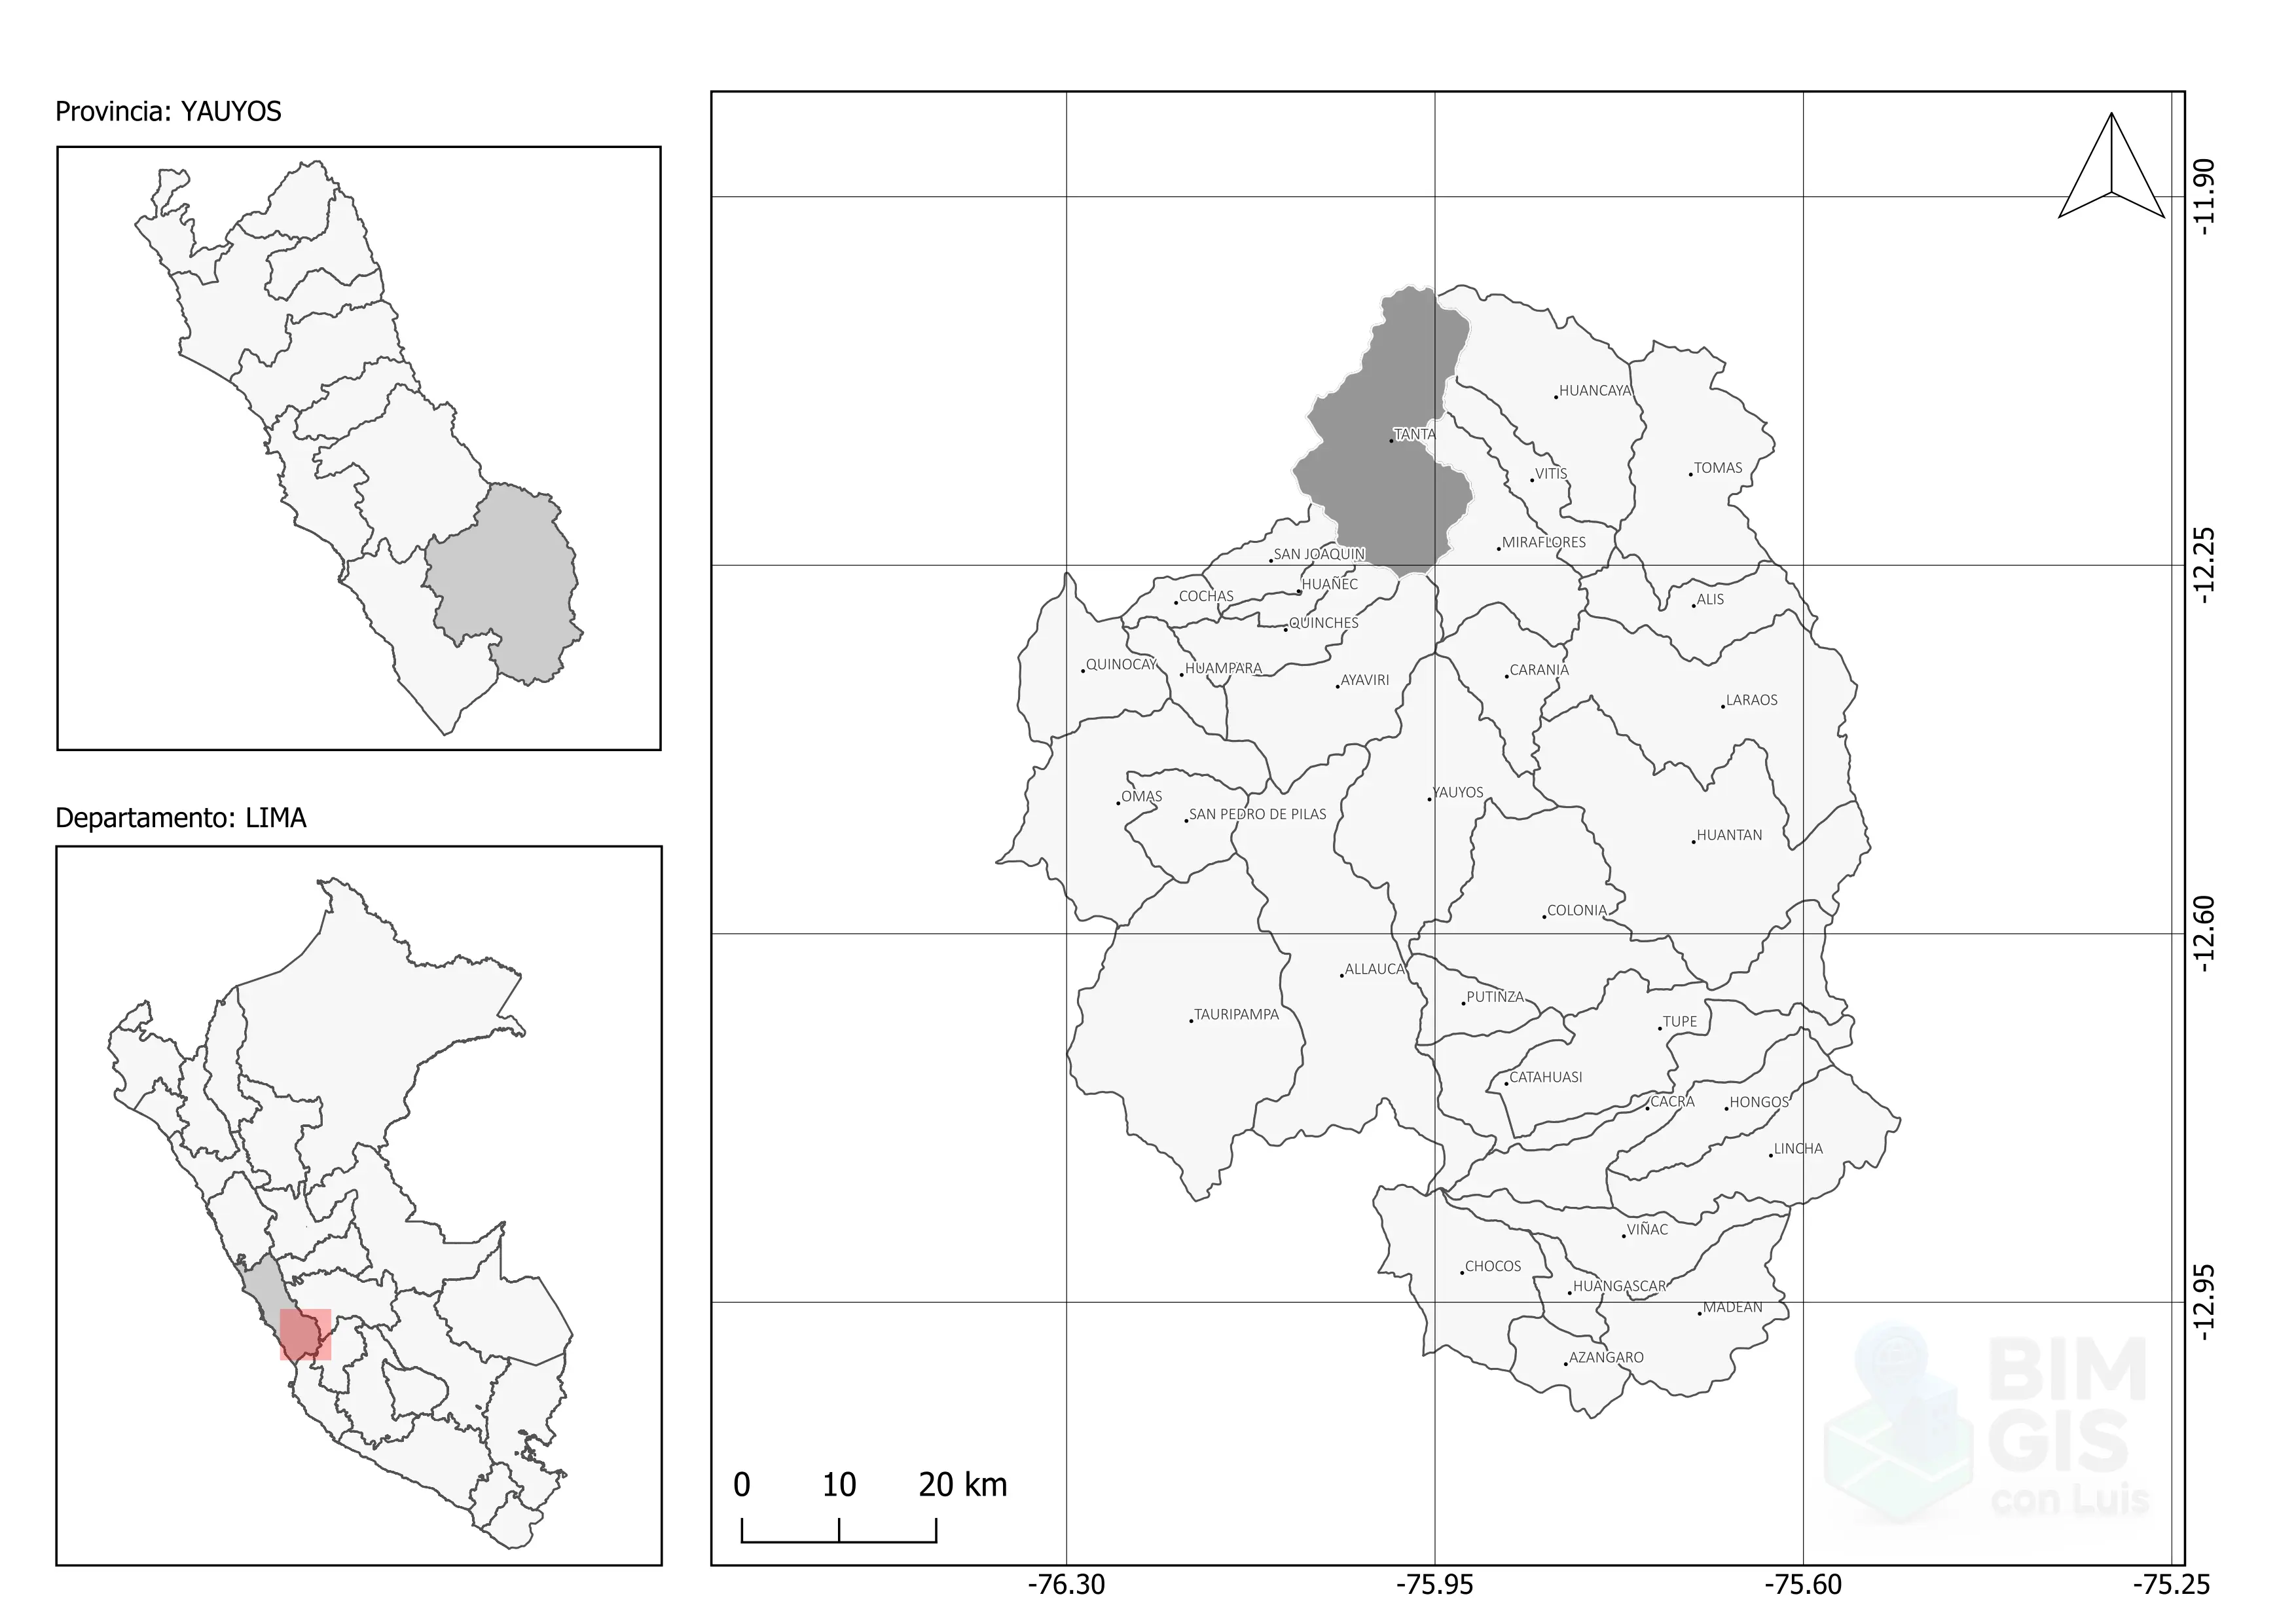 Provincia: YAUYOS
Departamento: LIMA
HUANCAYA
TANTA
VITIS
TOMAS
MIRAFLORES
SAN JOAQUIN
HUAÑEC
COCHAS
ALIS
QUINCHES
QUINOCAY
HUAMPARA
AYAVIRI
CARANIA
LARAOS
OMAS
YAUYOS
SAN PEDRO DE PILAS
HUANTAN
COLONIA
ALLAUCA
PUTINZA
TAURIPAMPA
TUPE
CATAHUASI
CACRA
HONGOS
LINCHA
VIÑAC
CHOCOS
HUANGASCAR
MADEAN
AZANGARO
-11.90
-12.25
-12.60
-12.95
0 10 20 km
BIM
GIS
con Luis
-76.30 -75.95 -75.60 -75.25